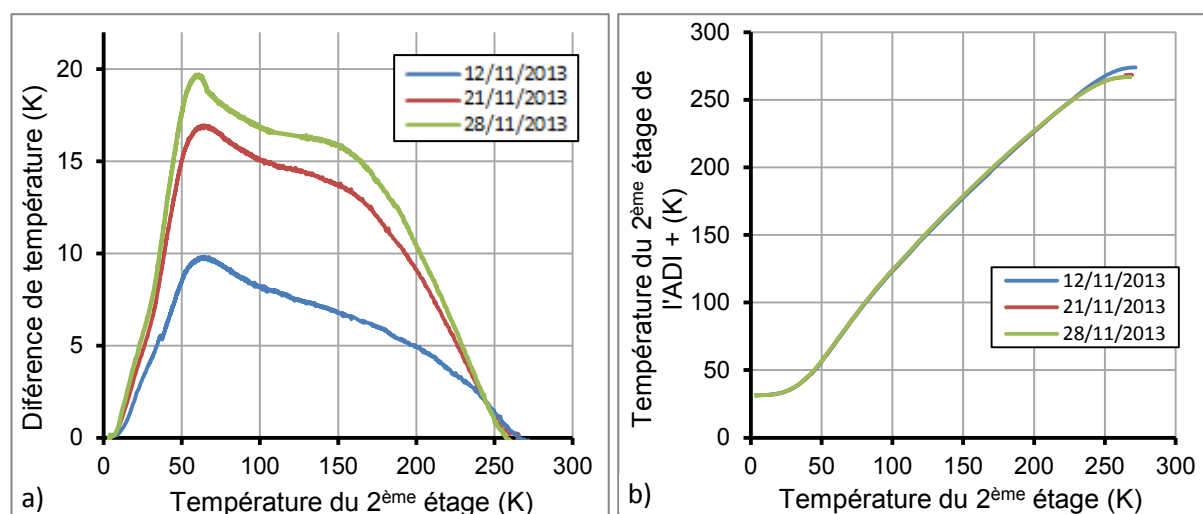 Diférence de température (K)
20
15
10
5
0
0 50 100 150 200 250 300
Température du 2ème étage (K)
12/11/2013
21/11/2013
28/11/2013
a)
Température du 2ème étage de
l'ADI + (K)
300
250
200
150
100
50
0
0 50 100 150 200 250 300
Température du 2ème étage (K)
12/11/2013
21/11/2013
28/11/2013
b)